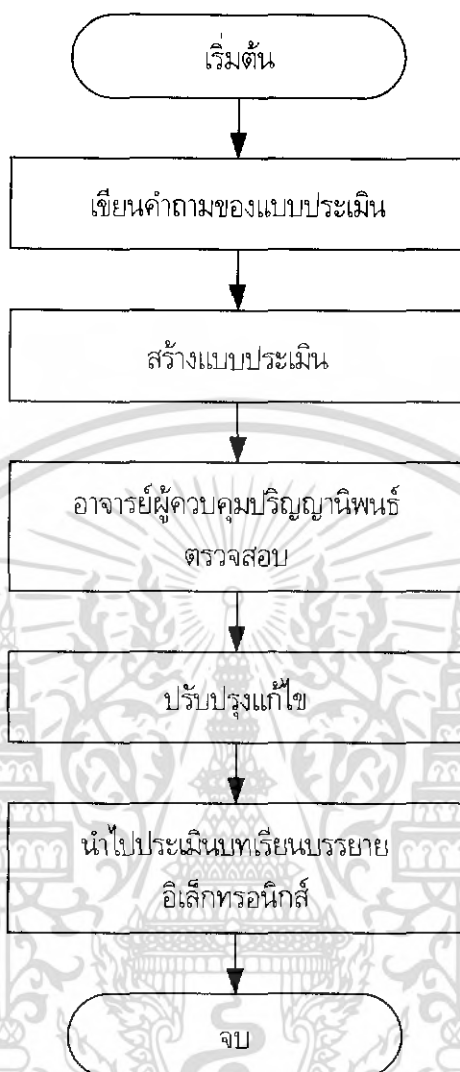 เริ่มต้น
เขียนคำถามของแบบประเมิน
สร้างแบบประเมิน
อาจารย์ผู้ควบคุมปริญญานิพนธ์
ตรวจสอบ
ปรับปรุงแก้ไข
นำไปประเมินบทเรียนบรรยาย
อิเล็กทรอนิกส์
จบ